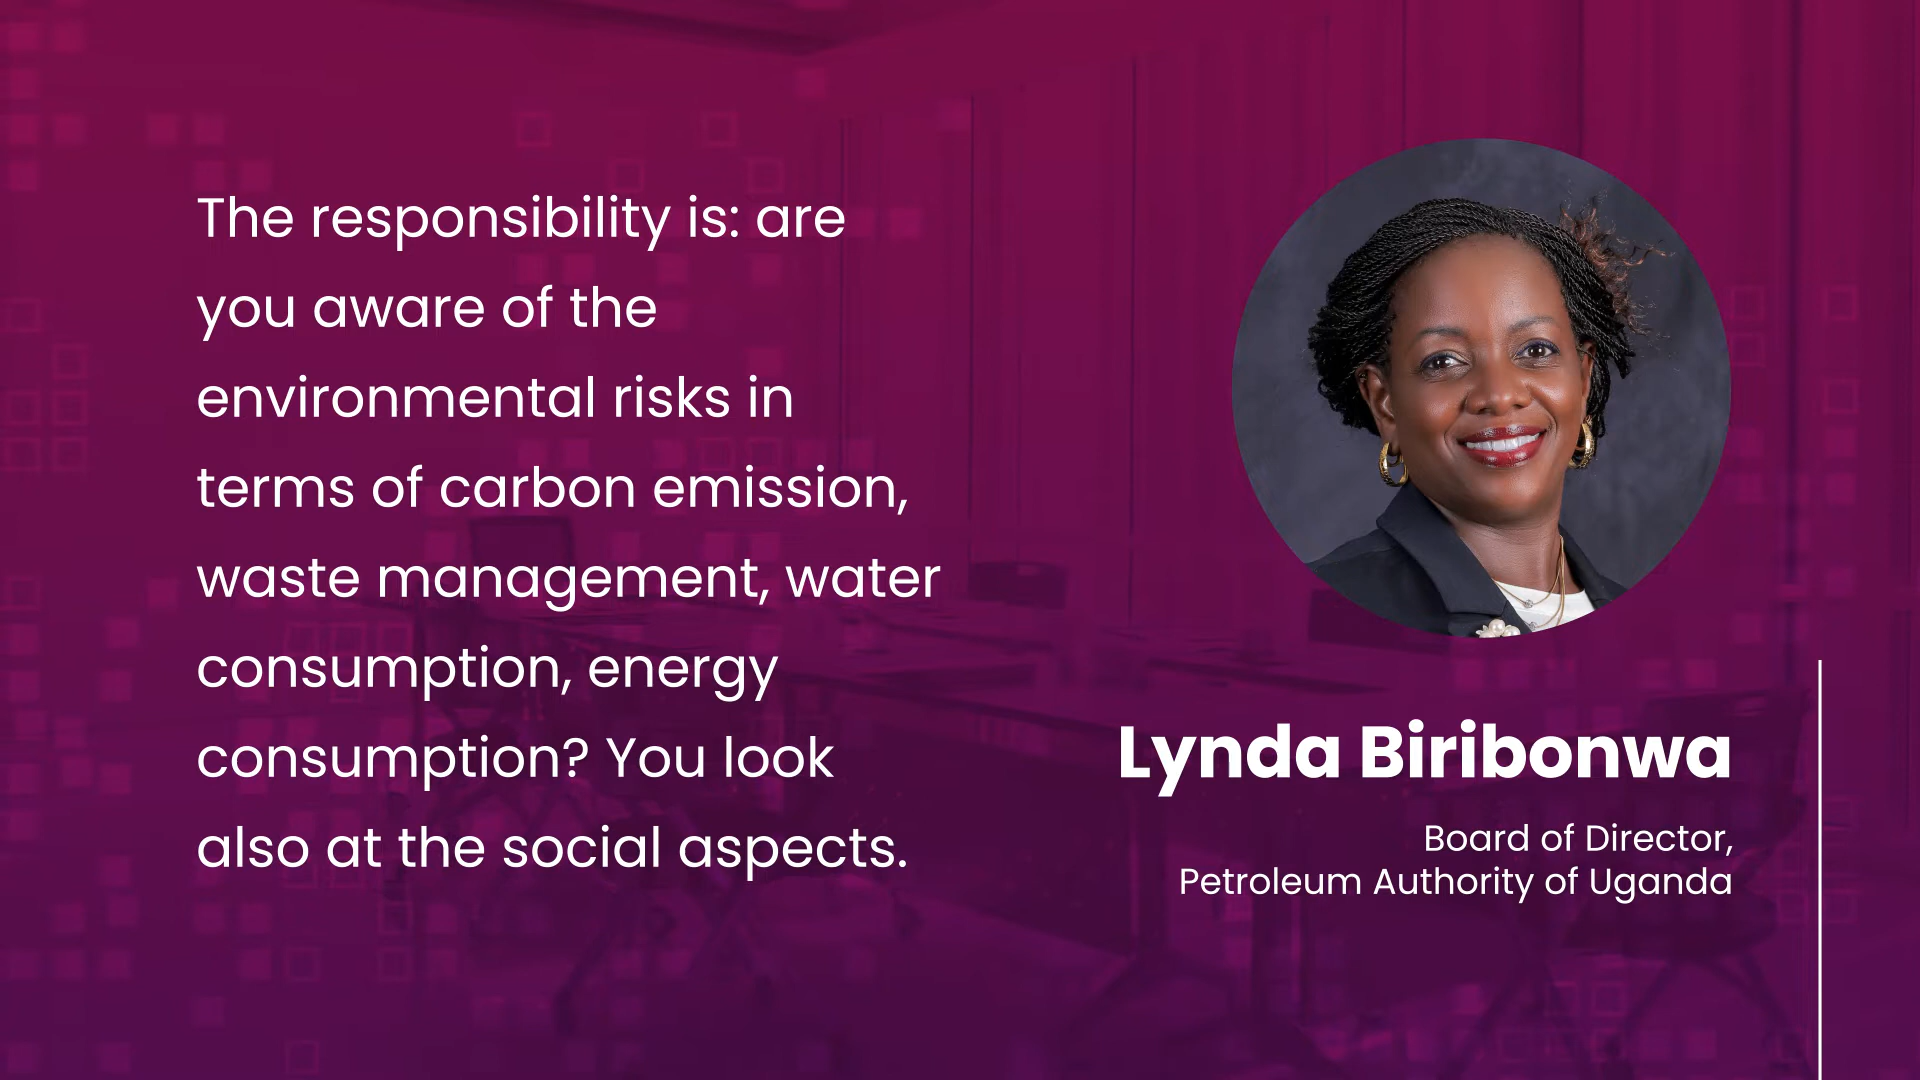 The responsibility is: are
you aware of the
environmental risks in
terms of carbon emission,
waste management, water
consumption, energy
consumption? You look
also at the social aspects.
Lynda Biribonwa
Board of Director,
Petroleum Authority of Uganda